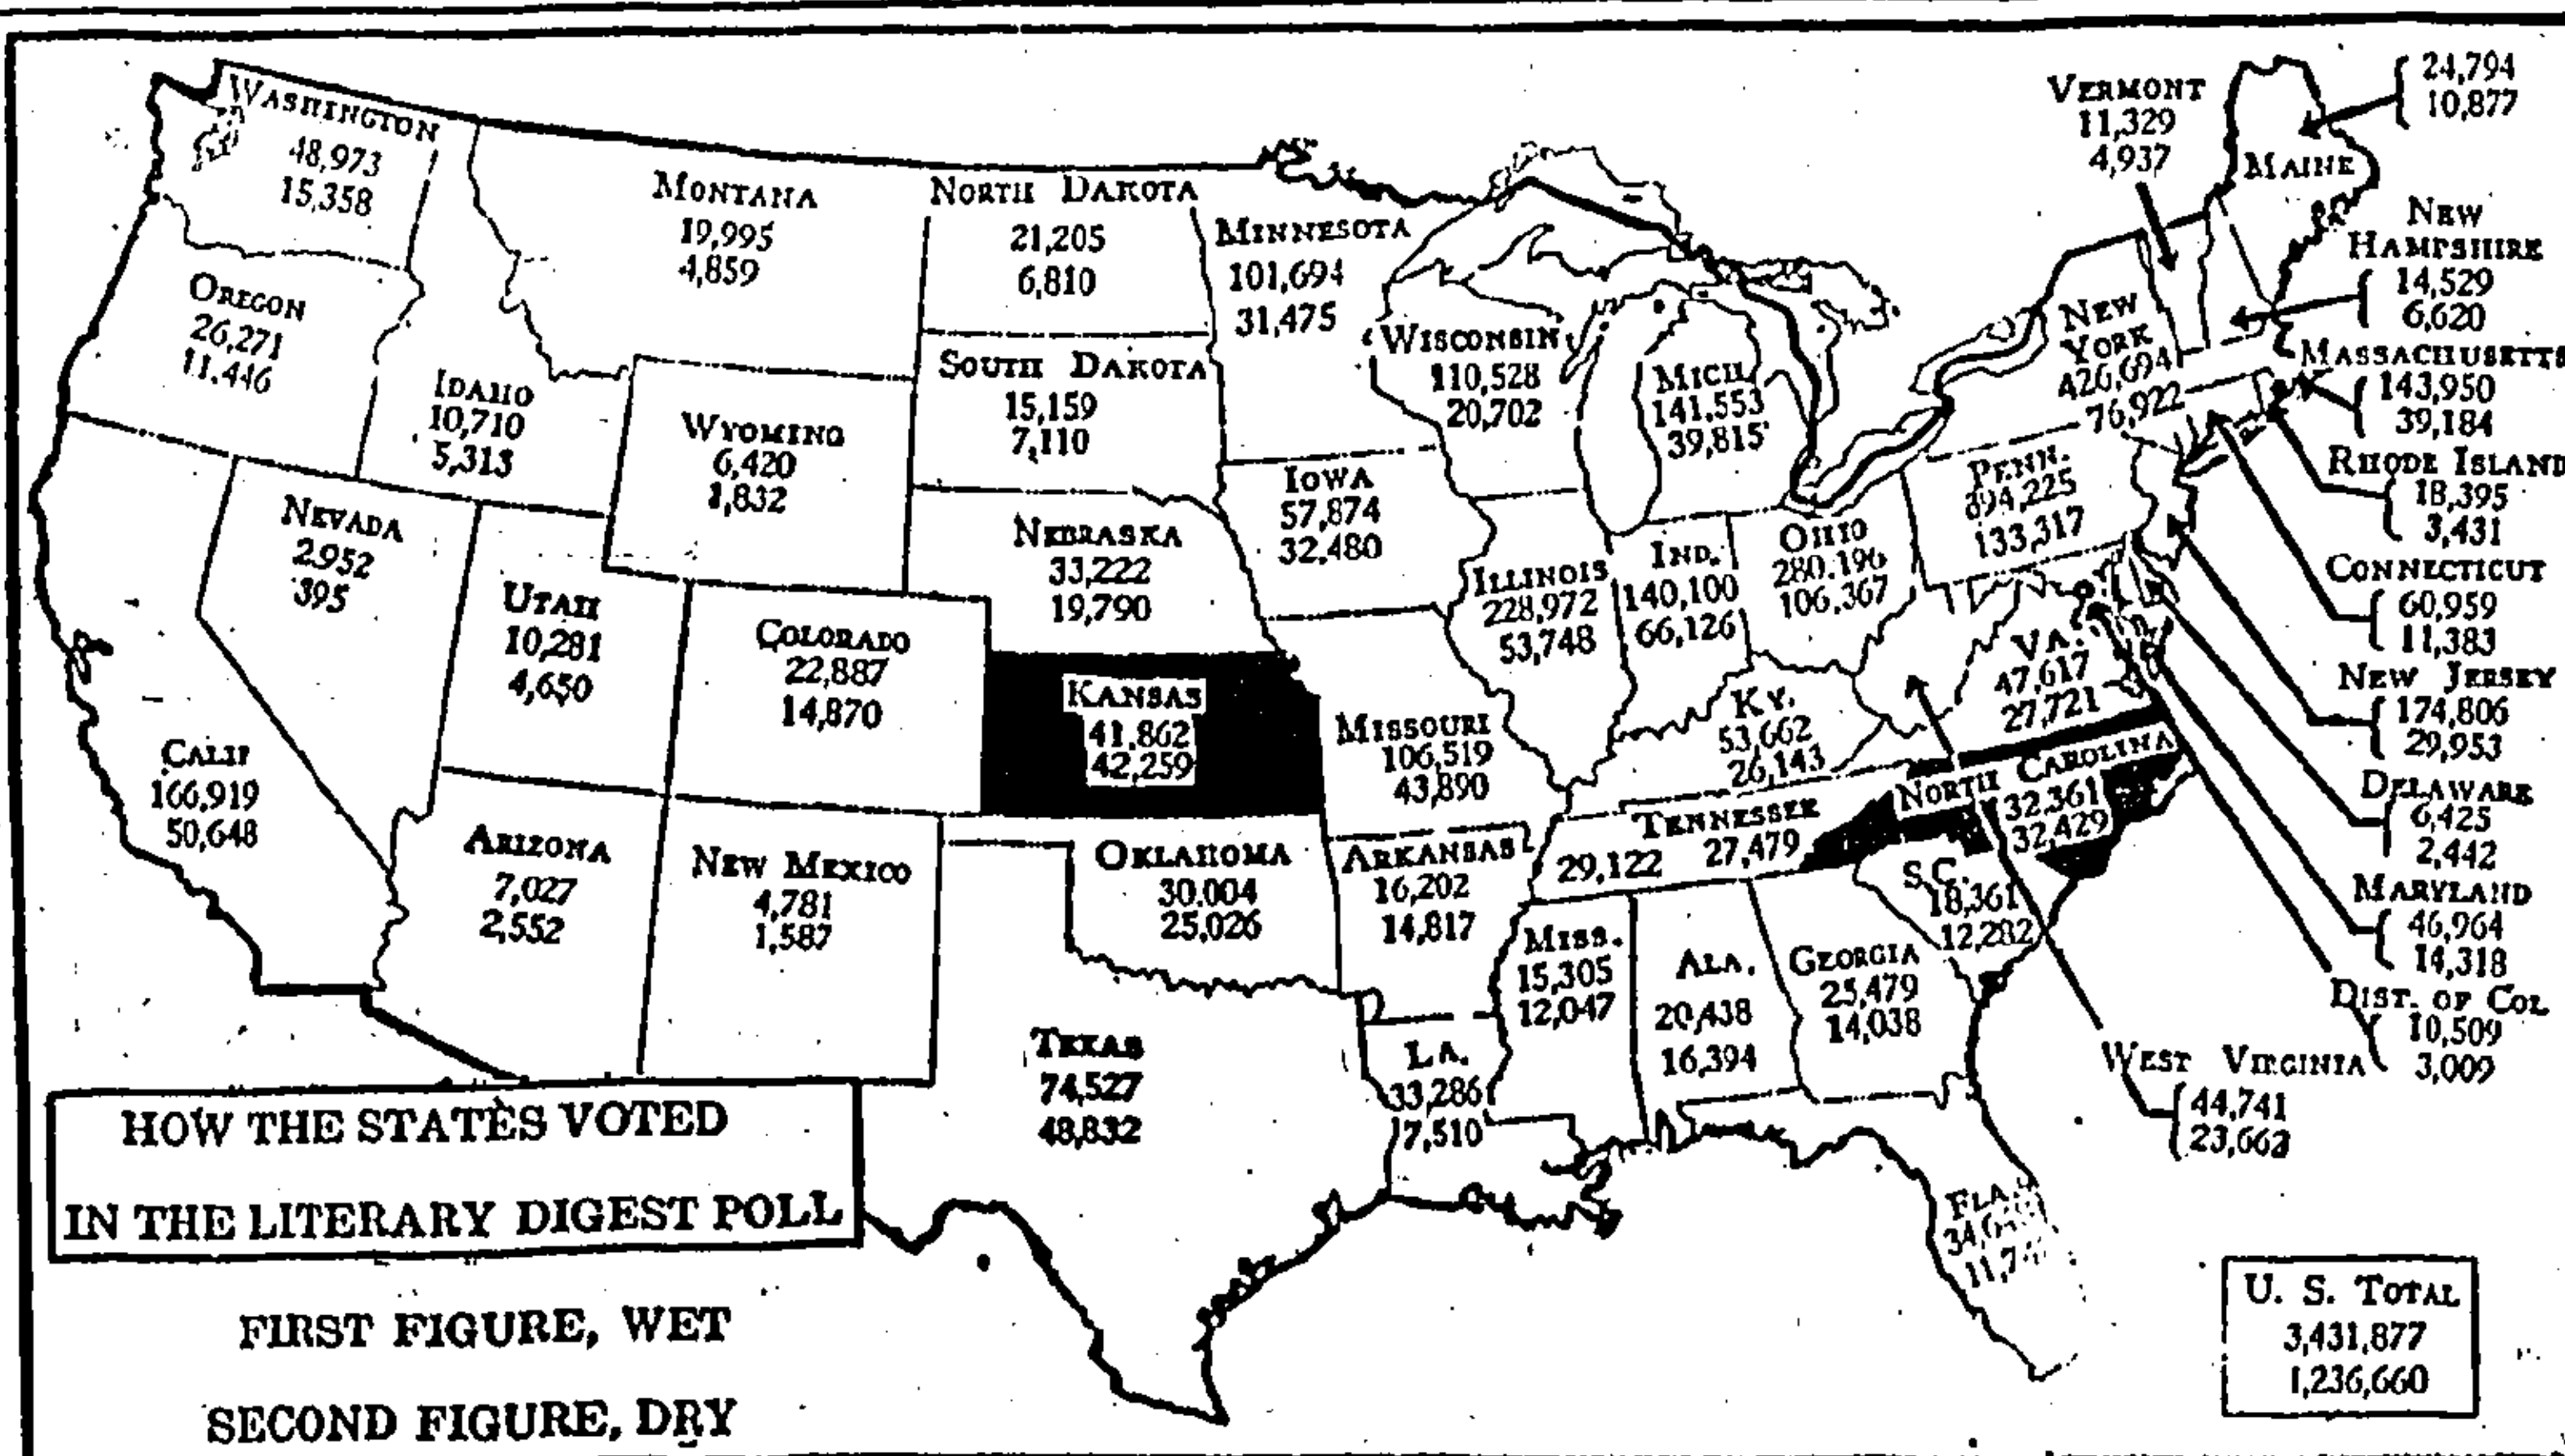 WASHINGTON
48,973
15,358
OREGON
26,271
11,446
CALIF
166,919
50,648
NEVADA
2,952
395
IDAHO
10,710
5,313
MONTANA
19,995
4,859
WYOMING
6,420
1,832
UTAH
10,281
4,650
COLORADO
22,887
14,870
ARIZONA
7,027
2,552
NEW MEXICO
4,781
1,587
NORTH DAKOTA
21,205
6,810
SOUTH DAKOTA
15,159
7,110
NEBRASKA
33,222
19,790
KANSAS
41,862
42,259
OKLAHOMA
30,004
25,026
TEXAS
74,527
48,832
MINNESOTA
101,694
31,475
IOWA
57,874
32,480
MISSOURI
106,519
43,890
ARKANSAS
16,202
14,817
LA.
33,286
7,510
WISCONSIN
110,528
20,702
ILLINOIS
228,972
53,748
MICH.
141,553
39,815
IND.
140,100
66,126
OHIO
280,196
106,367
KY.
53,662
26,143
TENNESSEE
29,122 27,479
MISS.
15,305
12,047
ALA.
20,438
16,394
GEORGIA
25,479
14,038
FLA.
S.C.
18,361
12,282
NORTH CAROLINA
32,361
32,429
VA.
47,617
27,721
PENN.
133,317
NEW
YORK
426,694
76,922
VERMONT
11,329
4,937
24,794
10,877
MAINE
NEW
HAMPSHIRE
14,529
6,620
MASSACHUSETTS
143,950
39,184
RHODE ISLAND
18,395
3,431
CONNECTICUT
60,959
11,383
NEW JERSEY
174,806
29,953
DELAWARE
6,425
2,442
MARYLAND
46,964
14,318
DIST. OF COL.
10,509
3,009
WEST VIRGINIA
44,741
23,662
HOW THE STATES VOTED
IN THE LITERARY DIGEST POLL
FIRST FIGURE, WET
SECOND FIGURE, DRY
U. S. TOTAL
3,431,877
1,236,660